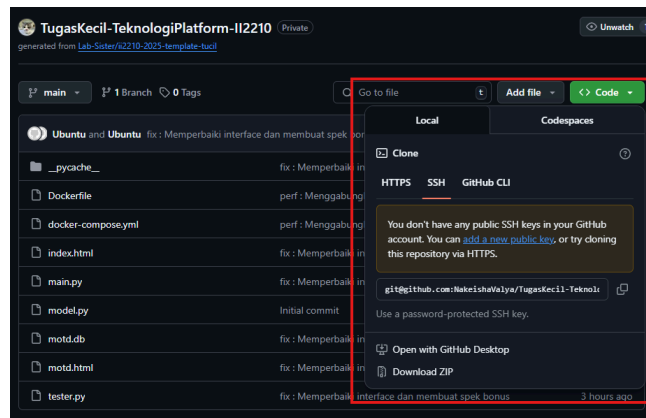 TugasKecil-TeknologiPlatform-II2210 Private
Unwatch
generated from Lab-Sister/ii2210-2025-template-tucil
main 1 Branch 0 Tags
Go to file t Add file Code
Local Codespaces
Ubuntu and Ubuntu fix : Memperbaiki interface dan membuat spek bon
Clone
__pycache__ fix : Memperbaiki in
HTTPS SSH GitHub CLI
Dockerfile perf : Menggabung
docker-compose.yml perf : Menggabung
You don't have any public SSH keys in your GitHub
account. You can add a new public key, or try cloning
this repository via HTTPS.
index.html fix : Memperbaiki in
main.py fix : Memperbaiki in
git@github.com:NakeishaValya/TugasKecil-Teknolo
model.py Initial commit
Use a password-protected SSH key.
motd.db fix : Memperbaiki in
Open with GitHub Desktop
motd.html fix : Memperbaiki in
Download ZIP
tester.py fix : Memperbaiki interface dan membuat spek bonus 3 hours ago